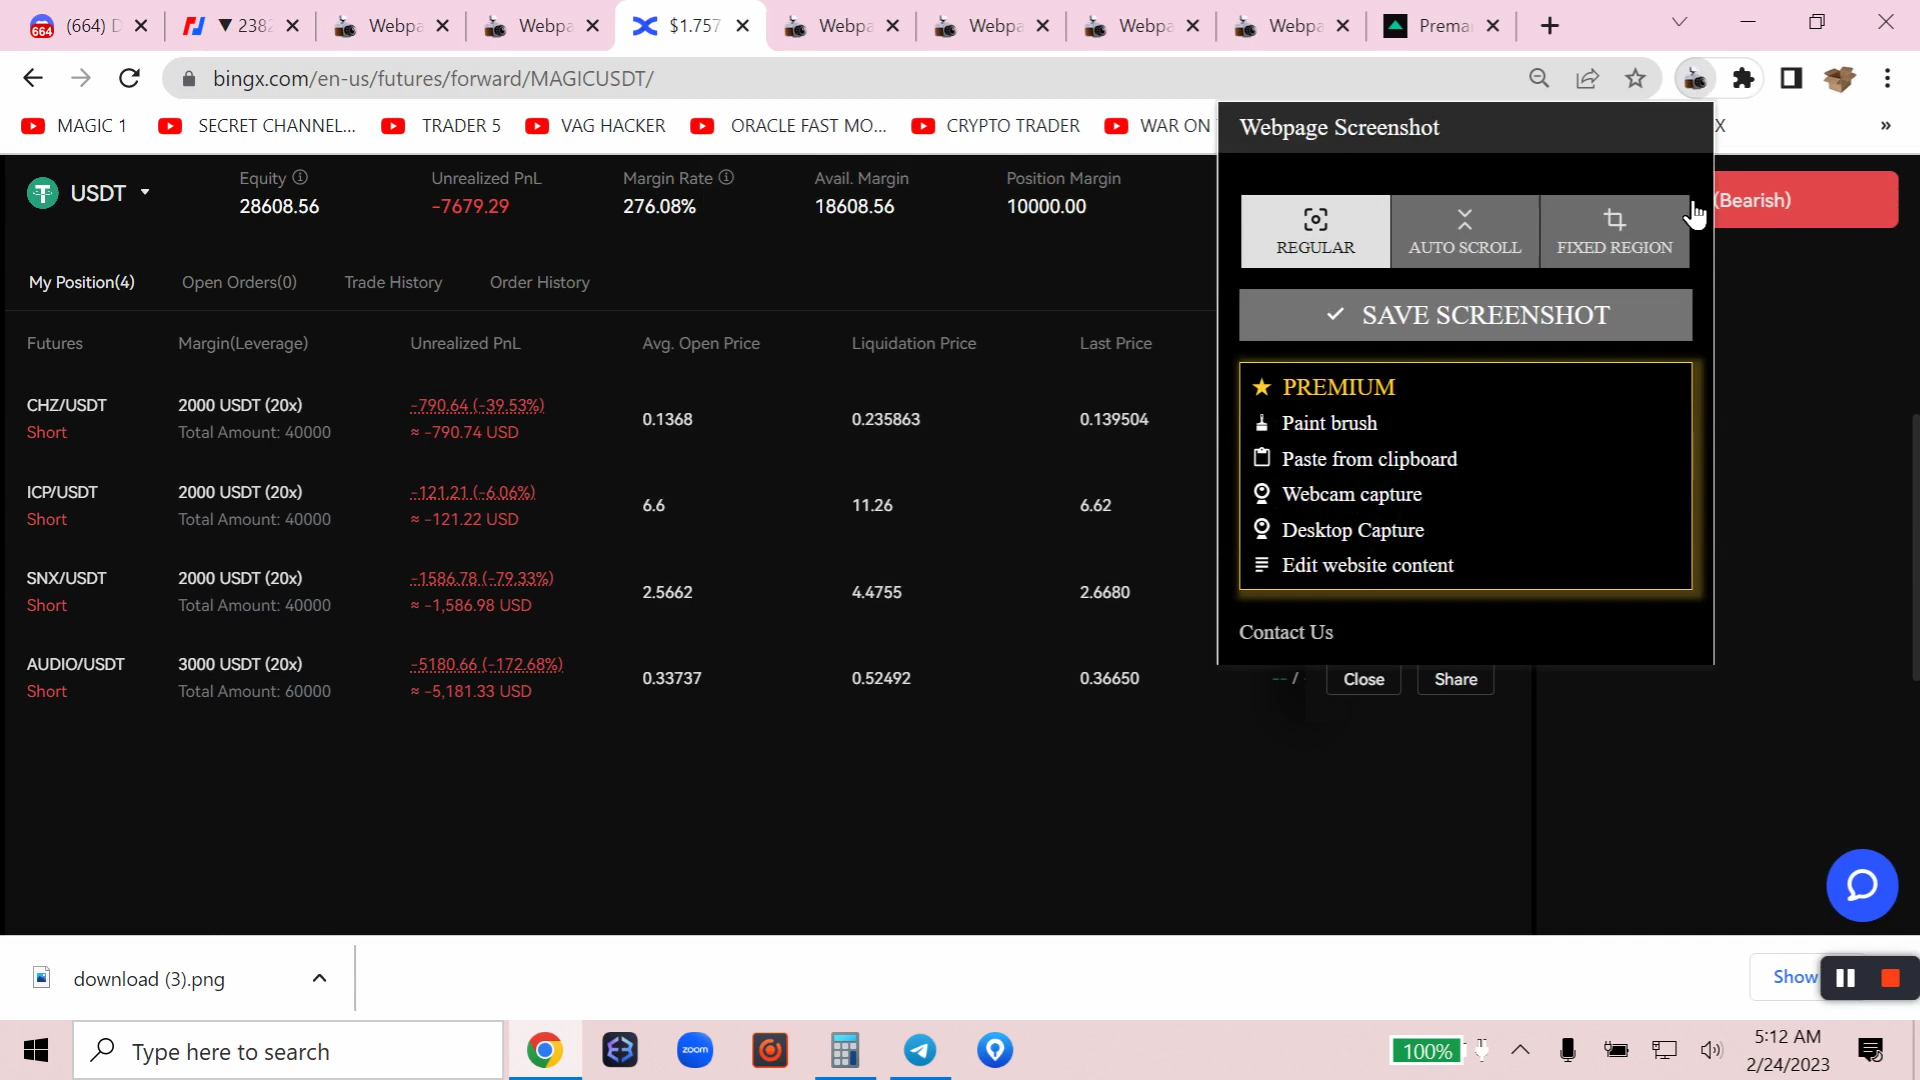 664
(664) D
▼ 2382
Webpa
Webpa
$1.757
Webpa
Webpa
Webpa
Webpa
Prema
bingx.com/en-us/futures/forward/MAGICUSDT/
MAGIC 1
SECRET CHANNEL...
TRADER 5
VAG HACKER
ORACLE FAST MO...
CRYPTO TRADER
WAR ON
X
»
Webpage Screenshot
REGULAR
AUTO SCROLL
FIXED REGION
SAVE SCREENSHOT
PREMIUM
Paint brush
Paste from clipboard
Webcam capture
Desktop Capture
Edit website content
Contact Us
(Bearish)
USDT
Equity
28608.56
Unrealized PnL
-7679.29
Margin Rate
276.08%
Avail. Margin
18608.56
Position Margin
10000.00
My Position(4)
Open Orders(0)
Trade History
Order History
Futures
Margin(Leverage)
Unrealized PnL
Avg. Open Price
Liquidation Price
Last Price
CHZ/USDT
Short
2000 USDT (20x)
Total Amount: 40000
-790.64 (-39.53%)
≈ -790.74 USD
0.1368
0.235863
0.139504
ICP/USDT
Short
2000 USDT (20x)
Total Amount: 40000
-121.21 (-6.06%)
≈ -121.22 USD
6.6
11.26
6.62
SNX/USDT
Short
2000 USDT (20x)
Total Amount: 40000
-1586.78 (-79.33%)
≈ -1,586.98 USD
2.5662
4.4755
2.6680
AUDIO/USDT
Short
3000 USDT (20x)
Total Amount: 60000
-5180.66 (-172.68%)
≈ -5,181.33 USD
0.33737
0.52492
0.36650
-- /
Close
Share
download (3).png
Show
Type here to search
zoom
100%
5:12 AM
2/24/2023